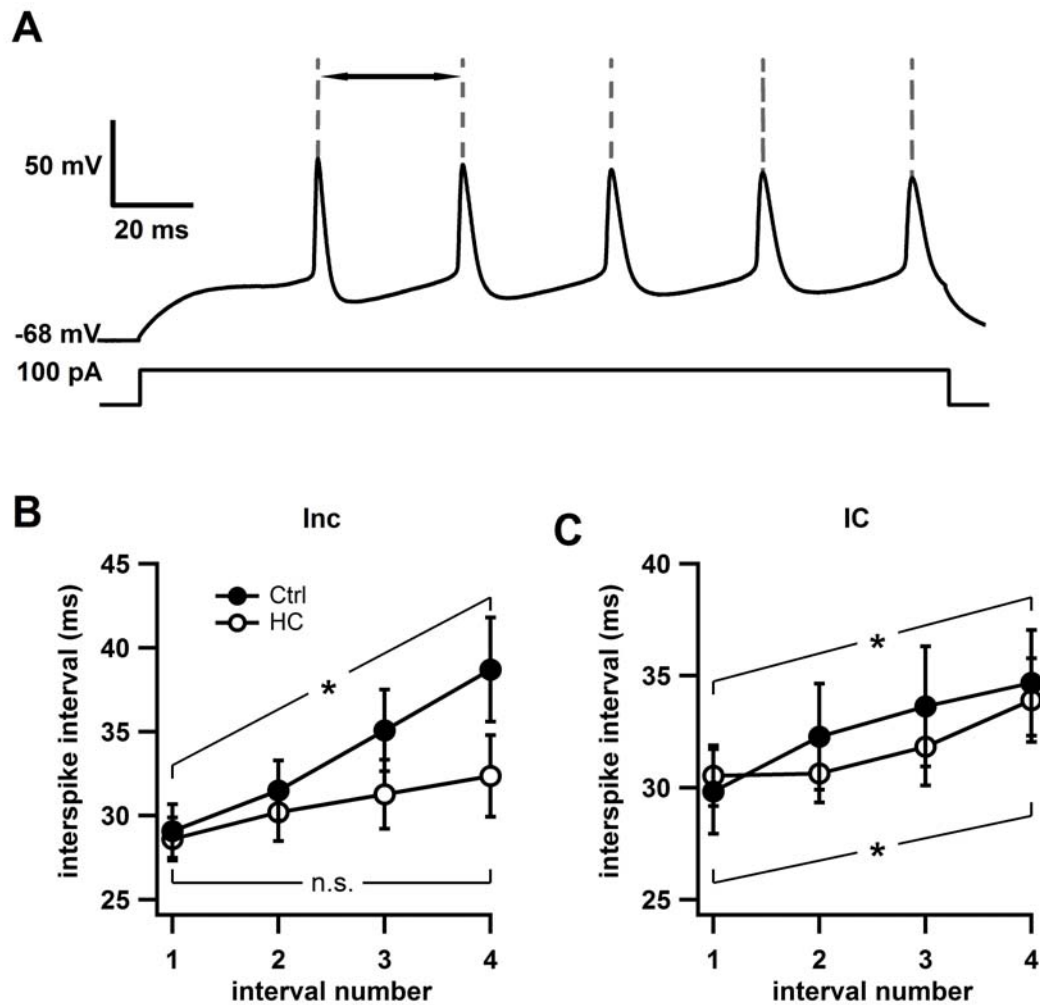 A
50 mV
20 ms
-68 mV
100 pA
B
Inc
interspike interval (ms)
45
40
35
30
25
Ctrl
HC
*
n.s.
1 2 3 4
interval number
C
IC
interspike interval (ms)
40
35
30
25
*
*
1 2 3 4
interval number